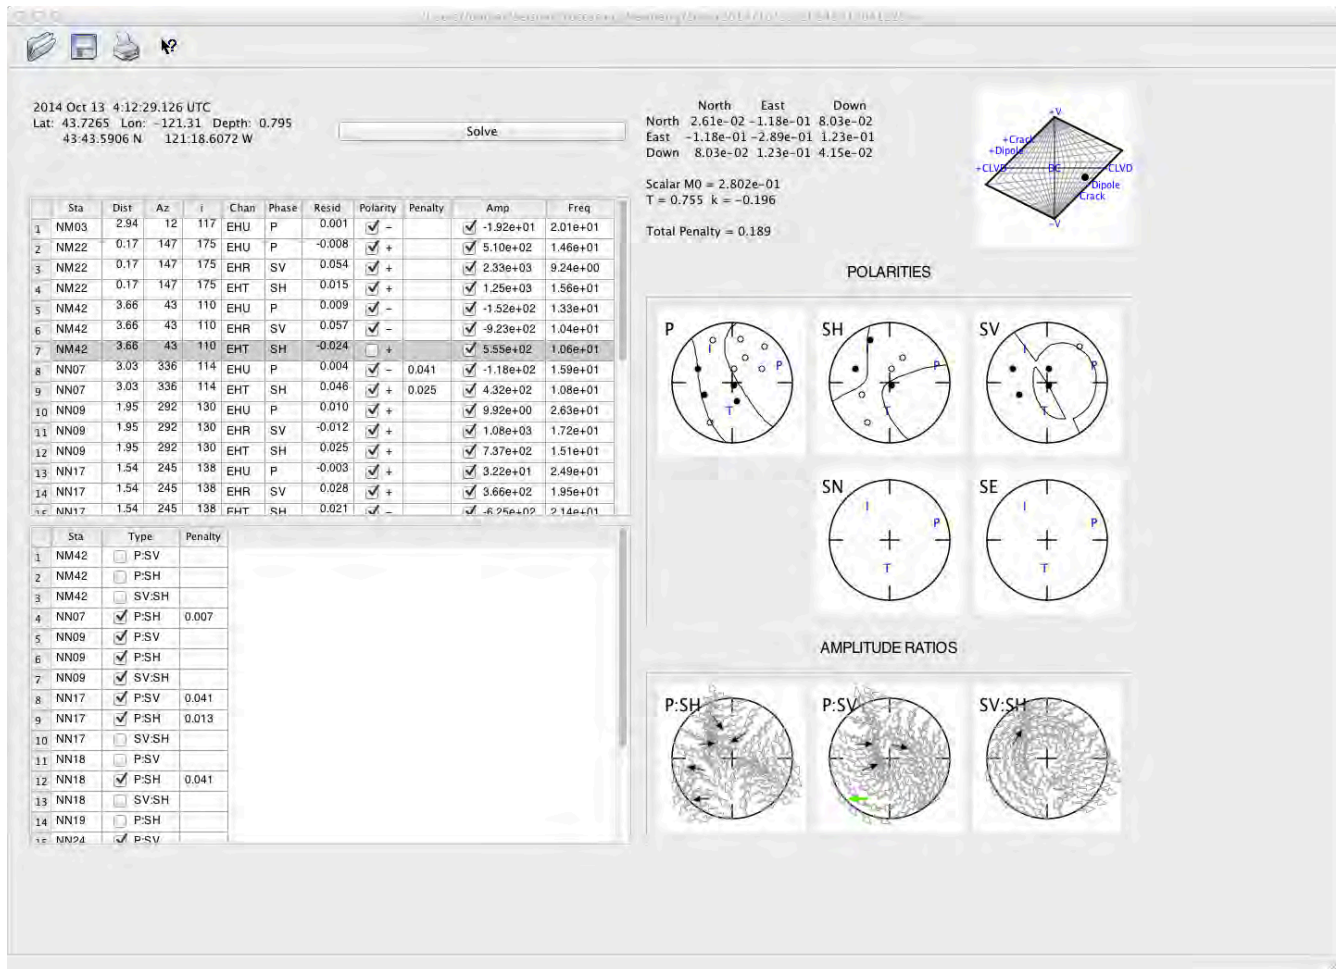 2014 Oct 13 4:12:29.126 UTC
Lat: 43.7265 Lon: -121.31 Depth: 0.795
43:43.5906 N 121:18.6072 W
Solve
Sta Dist Az i Chan Phase Resid Polarity Penalty Amp Freq
1 NM03 2.94 12 117 EHU P 0.001 - -1.92e+01 2.01e+01
2 NM22 0.17 147 175 EHU P -0.008 + 5.10e+02 1.46e+01
3 NM22 0.17 147 175 EHR SV 0.054 + 2.33e+03 9.24e+00
4 NM22 0.17 147 175 EHT SH 0.015 + 1.25e+03 1.56e+01
5 NM42 3.66 43 110 EHU P 0.009 - -1.52e+02 1.33e+01
6 NM42 3.66 43 110 EHR SV 0.057 - -9.23e+02 1.04e+01
7 NM42 3.66 43 110 EHT SH -0.024 + 5.55e+02 1.06e+01
8 NN07 3.03 336 114 EHU P 0.004 - 0.041 -1.18e+02 1.59e+01
9 NN07 3.03 336 114 EHT SH 0.046 + 0.025 4.32e+02 1.08e+01
10 NN09 1.95 292 130 EHU P 0.010 + 9.92e+00 2.63e+01
11 NN09 1.95 292 130 EHR SV -0.012 + 1.08e+03 1.72e+01
12 NN09 1.95 292 130 EHT SH 0.025 + 7.37e+02 1.51e+01
13 NN17 1.54 245 138 EHU P -0.003 + 3.22e+01 2.49e+01
14 NN17 1.54 245 138 EHR SV 0.028 + 3.66e+02 1.95e+01
15 NN17 1.54 245 138 EHT SH 0.021 - -6.25e+02 2.14e+01
Sta Type Penalty
1 NM42 P:SV
2 NM42 P:SH
3 NM42 SV:SH
4 NN07 P:SH 0.007
5 NN09 P:SV
6 NN09 P:SH
7 NN09 SV:SH
8 NN17 P:SV 0.041
9 NN17 P:SH 0.013
10 NN17 SV:SH
11 NN18 P:SV
12 NN18 P:SH 0.041
13 NN18 SV:SH
14 NN19 P:SH
15 NN24 P:SV
North East Down
North 2.61e-02 -1.18e-01 8.03e-02
East -1.18e-01 -2.89e-01 1.23e-01
Down 8.03e-02 1.23e-01 4.15e-02
Scalar M0 = 2.802e-01
T = 0.755 k = -0.196
Total Penalty = 0.189
+V
+Crack
+Dipole
+CLVD DC -CLVD
Dipole
Crack
-V
POLARITIES
P I P T
SH I P T
SV I P T
SN I P T
SE I P T
AMPLITUDE RATIOS
P:SH P:SV SV:SH